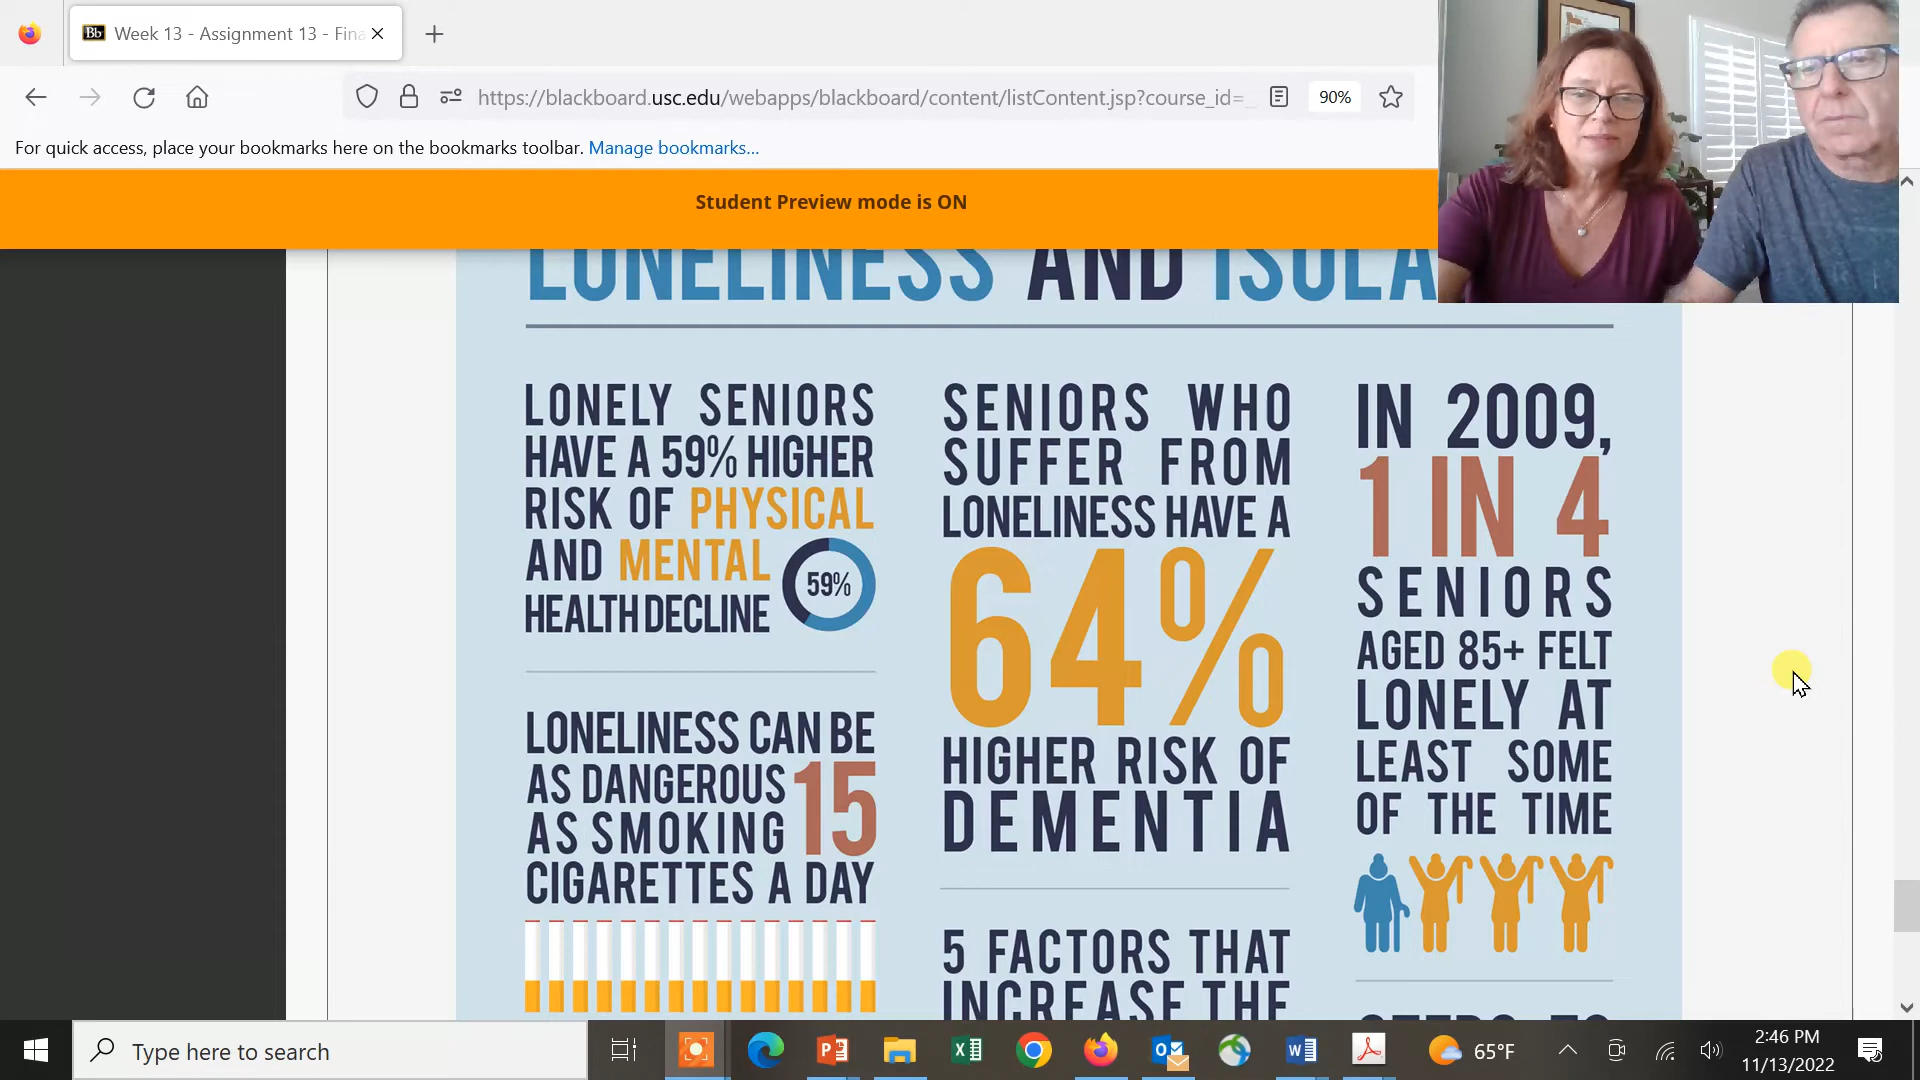 Bb Week 13 - Assignment 13 - Fina
https://blackboard.usc.edu/webapps/blackboard/content/listContent.jsp?course_id=_
90%
For quick access, place your bookmarks here on the bookmarks toolbar. Manage bookmarks...
Student Preview mode is ON
LONELINESS AND ISOLA
LONELY SENIORS
HAVE A 59% HIGHER
RISK OF PHYSICAL
AND MENTAL
HEALTH DECLINE
59%
LONELINESS CAN BE
AS DANGEROUS
AS SMOKING 15
CIGARETTES A DAY
SENIORS WHO
SUFFER FROM
LONELINESS HAVE A
64%
HIGHER RISK OF
DEMENTIA
5 FACTORS THAT
INCREASE THE
IN 2009,
1 IN 4
SENIORS
AGED 85+ FELT
LONELY AT
LEAST SOME
OF THE TIME
Type here to search
65°F
2:46 PM
11/13/2022